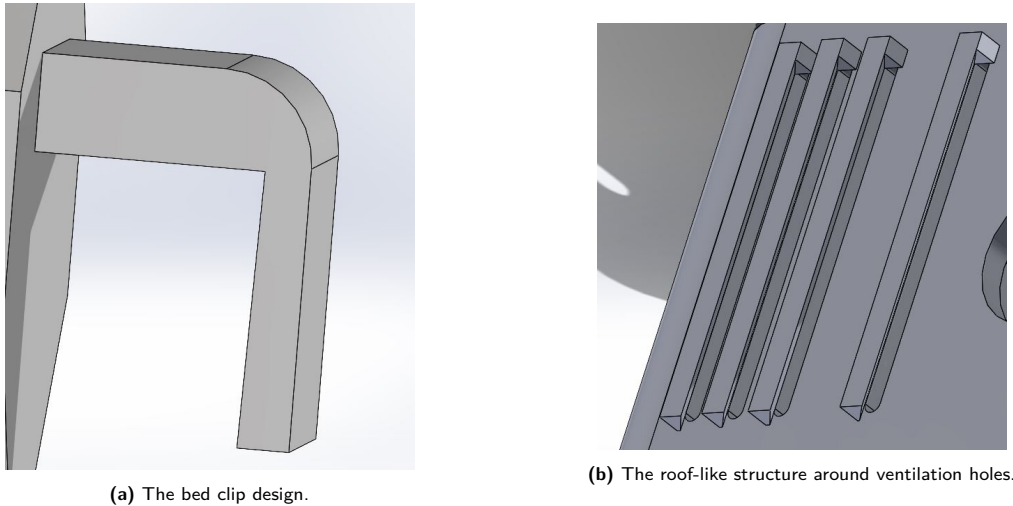 (a) The bed clip design.
(b) The roof-like structure around ventilation holes.